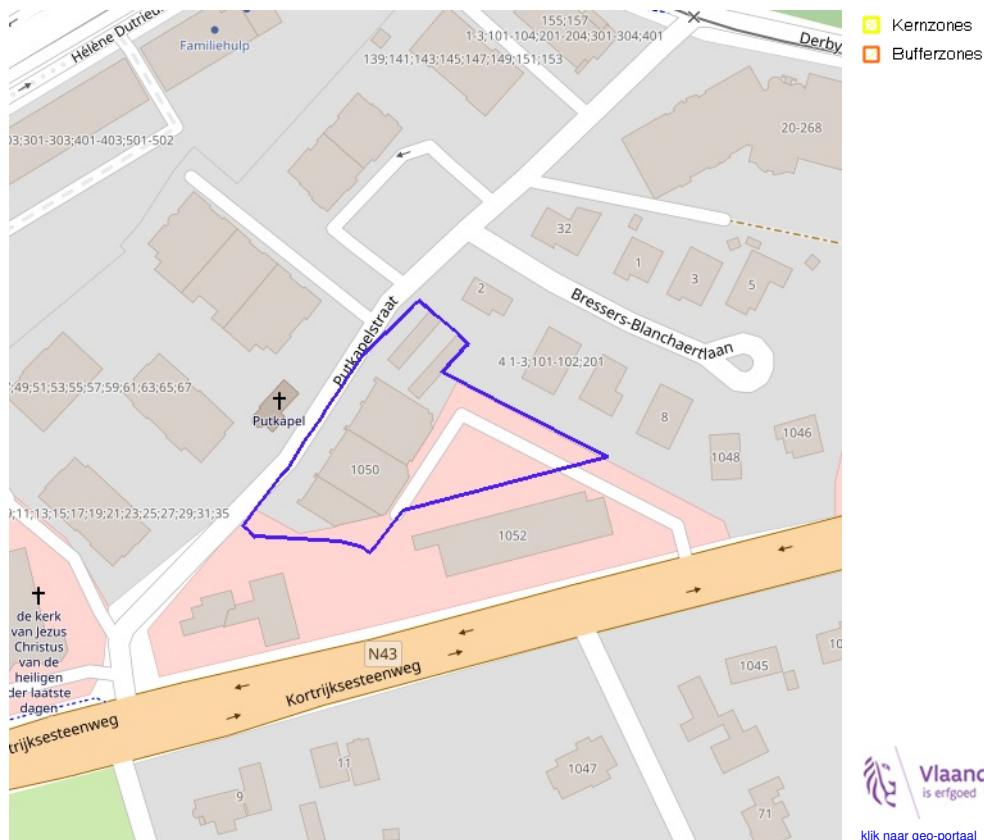 Hélène Dutrieu
Familiehulp
155;157
1-3;101-104;201-204;301-304;401
139;141;143;145;147;149;151;153
Derby
Kernzones
Bufferzones
03;301-303;401-403;501-502
20-268
32
1
3
5
2
Bressers-Blanchaertlaan
Putkapelstraat
4 1-3;101-102;201
7;49;51;53;55;57;59;61;63;65;67
Putkapel
8
1046
1048
1050
9;11;13;15;17;19;21;23;25;27;29;31;35
1052
de kerk
van Jezus
Christus
van de
heiligen
der laatste
dagen
N43
Kortrijksesteenweg
trijksesteenweg
1045
10
11
9
1047
71
Vlaand
is erfgoed
klik naar geo-portaal